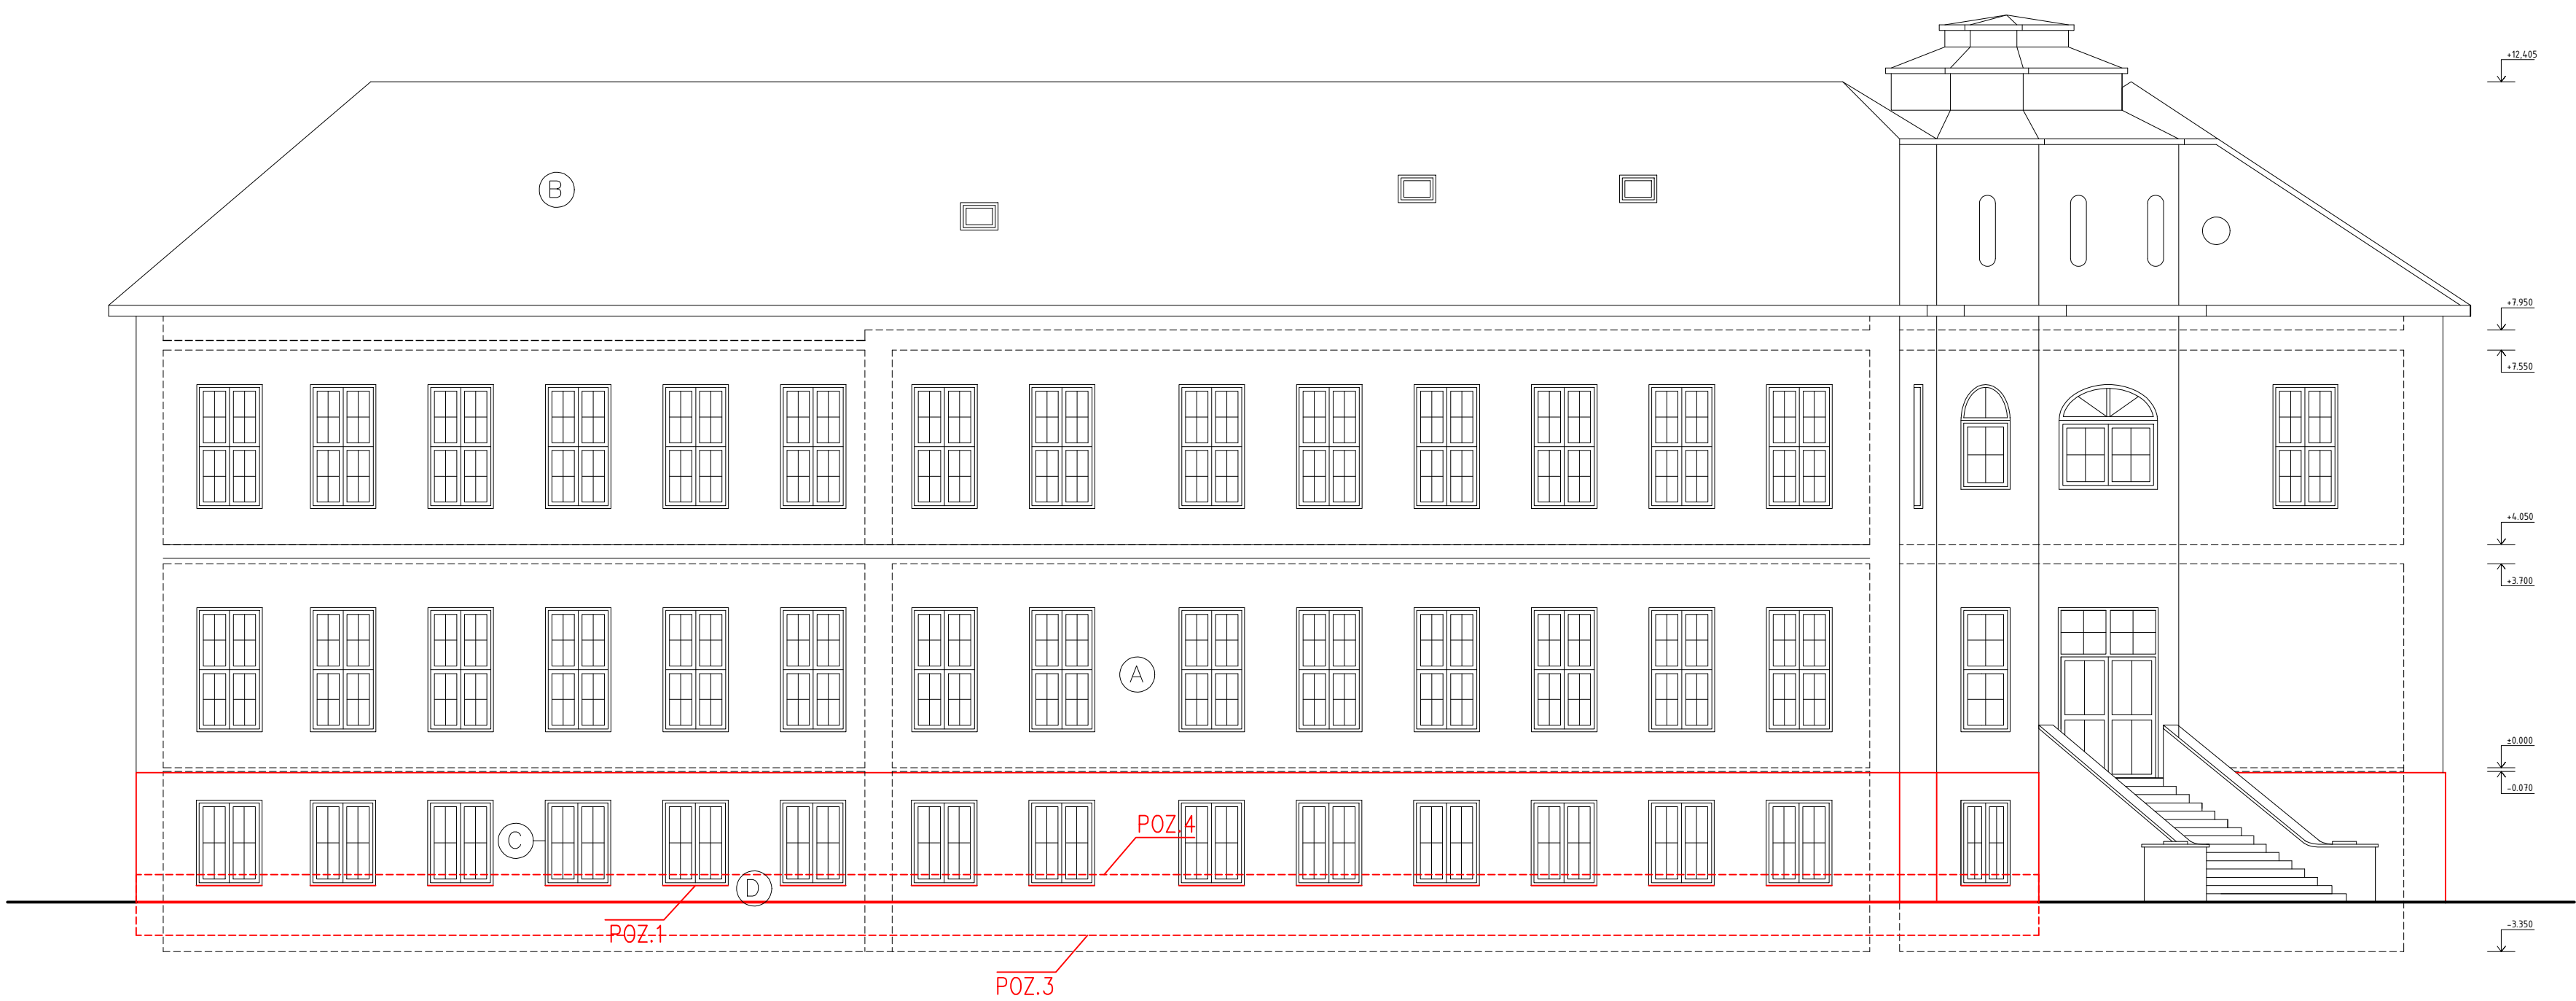 +12,405
B
+7.950
+7.550
+4.050
+3.700
A
±0.000
-0.070
POZ.4
C
D
POZ.1
-3.350
POZ.3